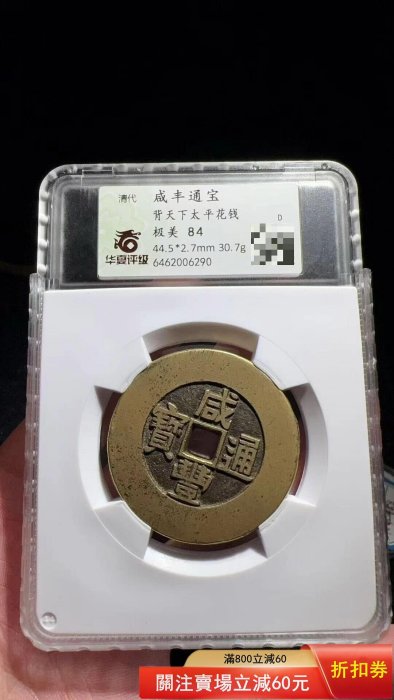 清代
咸丰通宝
背天下太平花钱
D
极美 84
44.5*2.7mm 30.7g
6462006290
华夏评级
咸豐通寶
滿800立減60
關注賣場立減60元
折扣券